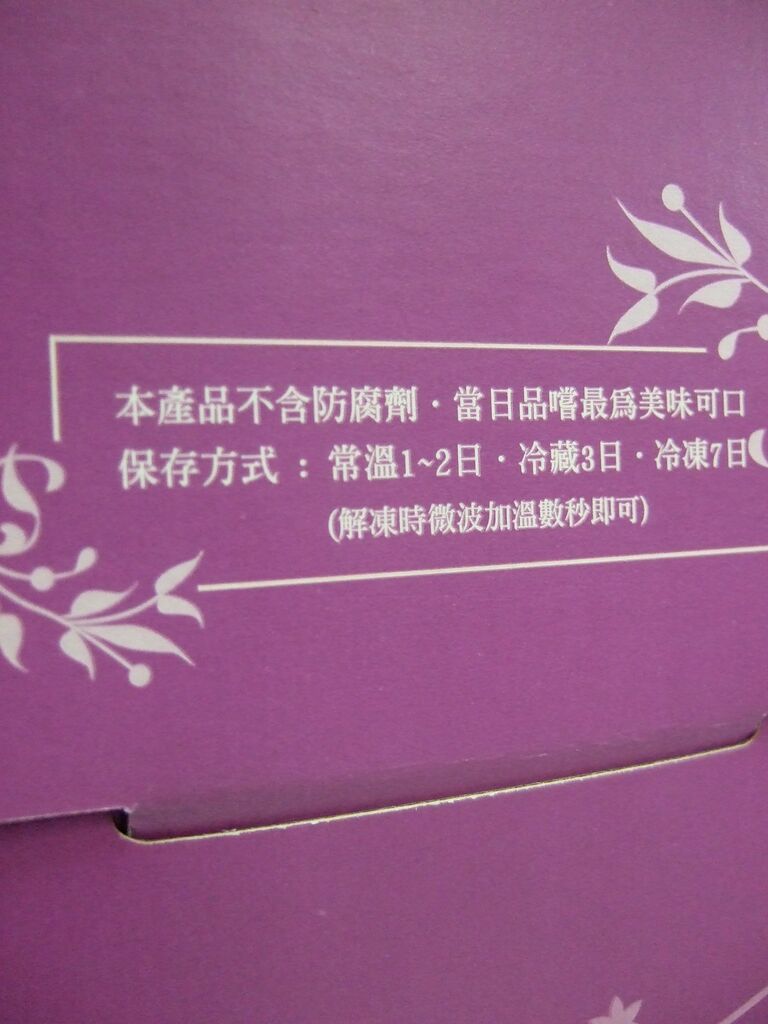 本產品不含防腐劑·當日品嚐最爲美味可口
保存方式：常溫1~2日·冷藏3日·冷凍7日
(解凍時微波加溫數秒即可)